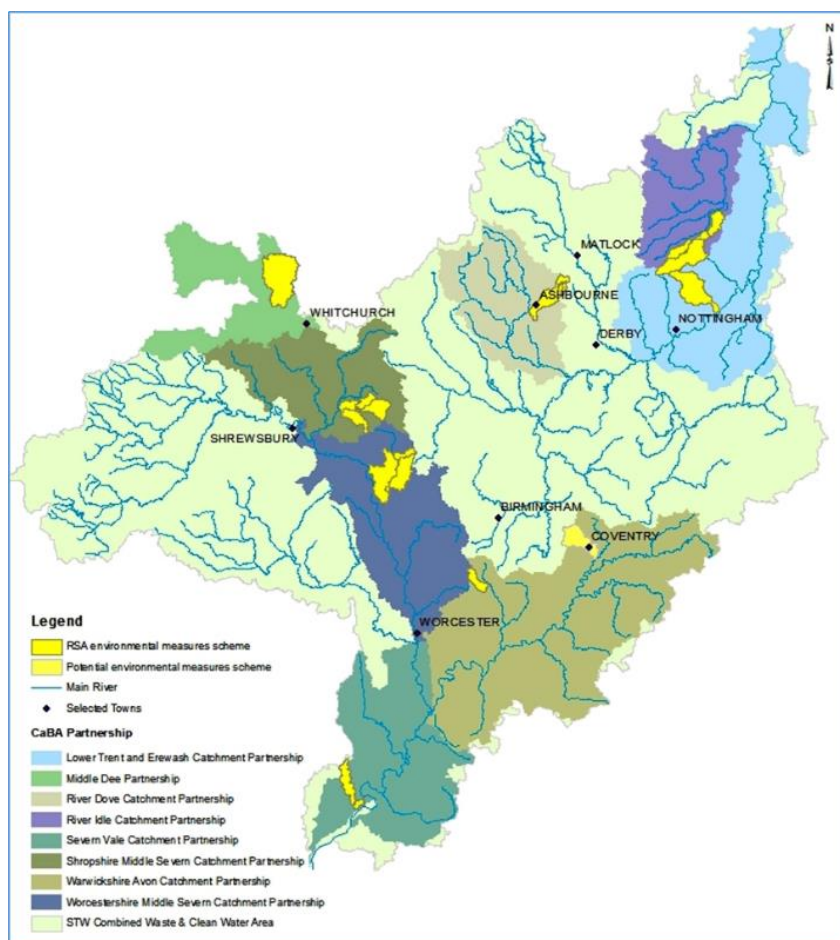 N
S
MATLOCK
ASHBOURNE
WHITCHURCH
DERBY
NOTTINGHAM
SHREWSBURY
BIRMINGHAM
COVENTRY
WORCESTER
Legend
RSA environmental measures scheme
Potential environmental measures scheme
Main River
Selected Towns
CaBA Partnership
Lower Trent and Erewash Catchment Partnership
Middle Dee Partnership
River Dove Catchment Partnership
River Idle Catchment Partnership
Severn Vale Catchment Partnership
Shropshire Middle Severn Catchment Partnership
Warwickshire Avon Catchment Partnership
Worcestershire Middle Severn Catchment Partnership
STW Combined Waste & Clean Water Area